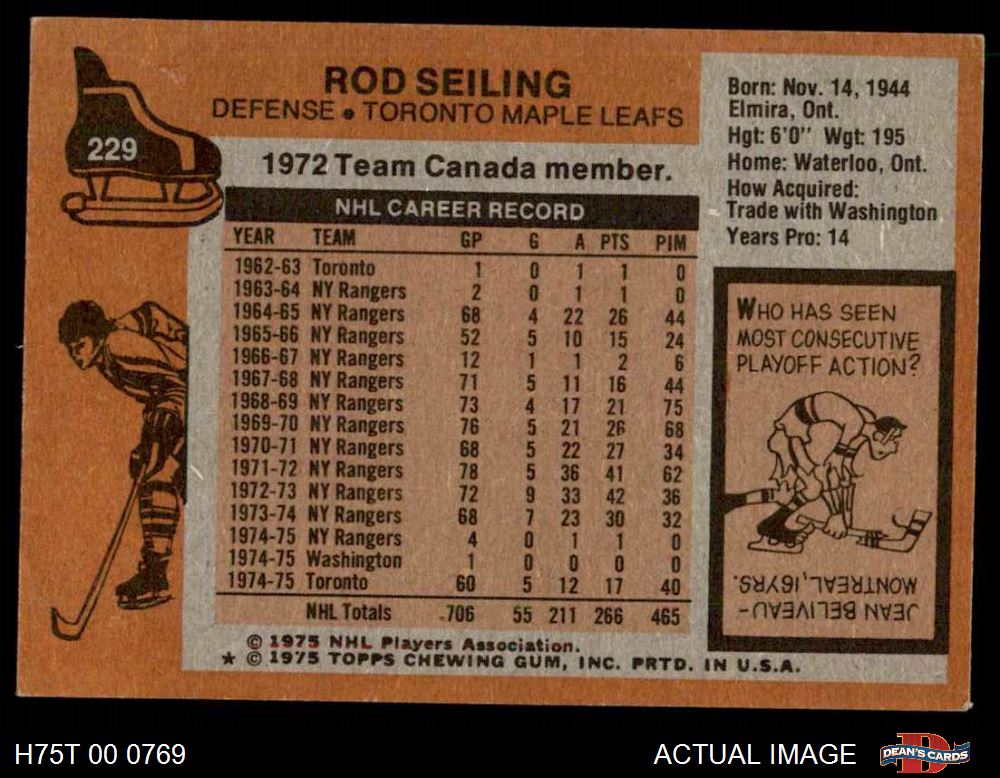 229
ROD SEILING
DEFENSE • TORONTO MAPLE LEAFS
1972 Team Canada member.
NHL CAREER RECORD
YEAR TEAM GP G A PTS PIM
1962-63 Toronto 1 0 1 1 0
1963-64 NY Rangers 2 0 1 1 0
1964-65 NY Rangers 68 4 22 26 44
1965-66 NY Rangers 52 5 10 15 24
1966-67 NY Rangers 12 1 1 2 6
1967-68 NY Rangers 71 5 11 16 44
1968-69 NY Rangers 73 4 17 21 75
1969-70 NY Rangers 76 5 21 26 68
1970-71 NY Rangers 68 5 22 27 34
1971-72 NY Rangers 78 5 36 41 62
1972-73 NY Rangers 72 9 33 42 36
1973-74 NY Rangers 68 7 23 30 32
1974-75 NY Rangers 4 0 1 1 0
1974-75 Washington 1 0 0 0 0
1974-75 Toronto 60 5 12 17 40
NHL Totals 706 55 211 266 465
© 1975 NHL Players Association.
★ © 1975 TOPPS CHEWING GUM, INC. PRTD. IN U.S.A.
Born: Nov. 14, 1944
Elmira, Ont.
Hgt: 6'0" Wgt: 195
Home: Waterloo, Ont.
How Acquired:
Trade with Washington
Years Pro: 14
WHO HAS SEEN
MOST CONSECUTIVE
PLAYOFF ACTION?
JEAN BELIVEAU-
MONTREAL, 16YRS.
H75T 00 0769
ACTUAL IMAGE
DEAN'S CARDS